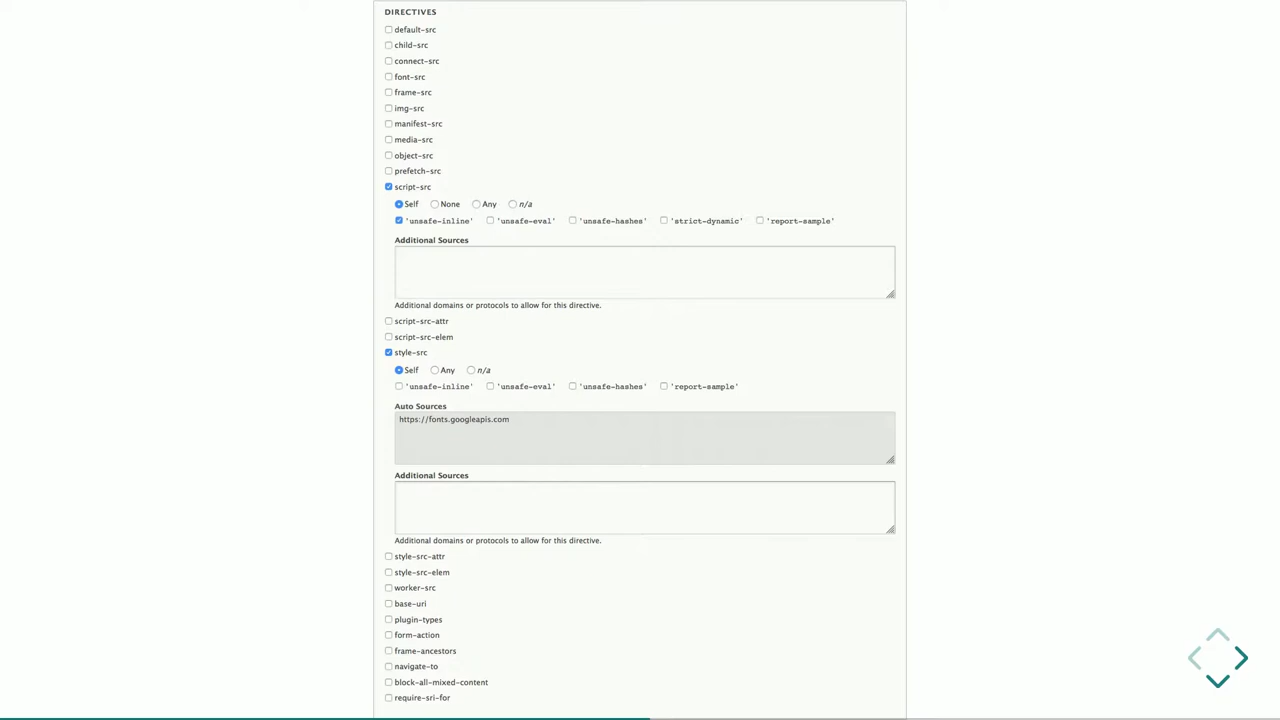 DIRECTIVES
default-src
child-src
connect-src
font-src
frame-src
img-src
manifest-src
media-src
object-src
prefetch-src
script-src
Self None Any n/a
'unsafe-inline' 'unsafe-eval' 'unsafe-hashes' 'strict-dynamic' 'report-sample'
Additional Sources
Additional domains or protocols to allow for this directive.
script-src-attr
script-src-elem
style-src
Self Any n/a
'unsafe-inline' 'unsafe-eval' 'unsafe-hashes' 'report-sample'
Auto Sources
https://fonts.googleapis.com
Additional Sources
Additional domains or protocols to allow for this directive.
style-src-attr
style-src-elem
worker-src
base-uri
plugin-types
form-action
frame-ancestors
navigate-to
block-all-mixed-content
require-sri-for